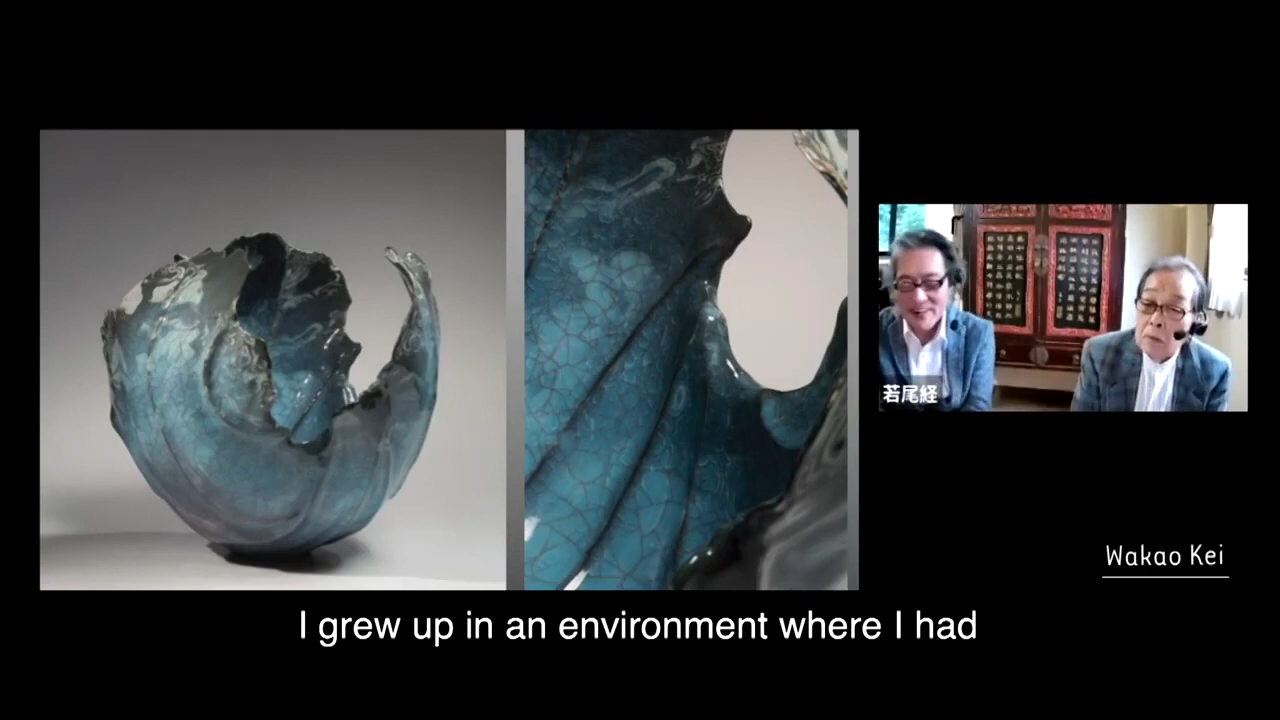 若尾経
Wakao Kei
I grew up in an environment where I had